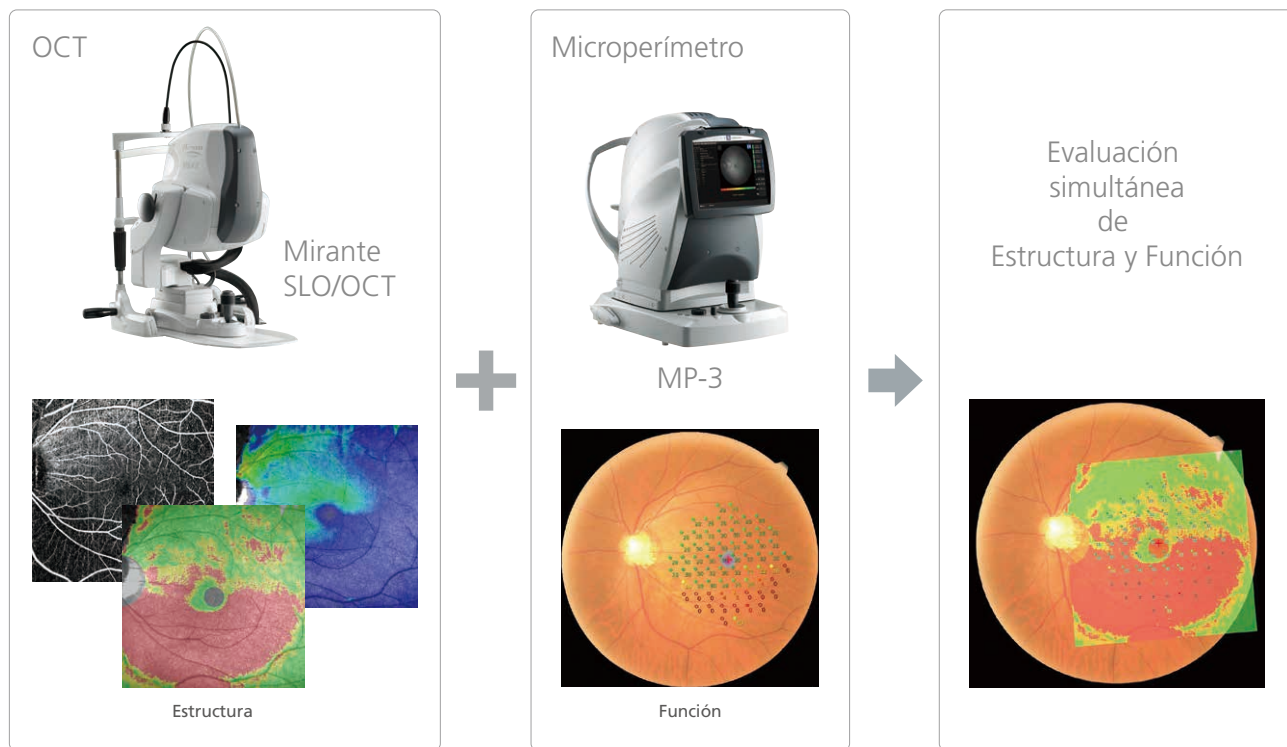 OCT
Mirante
SLO/OCT
Estructura
Microperímetro
MP-3
Función
Evaluación
simultánea
de
Estructura y Función